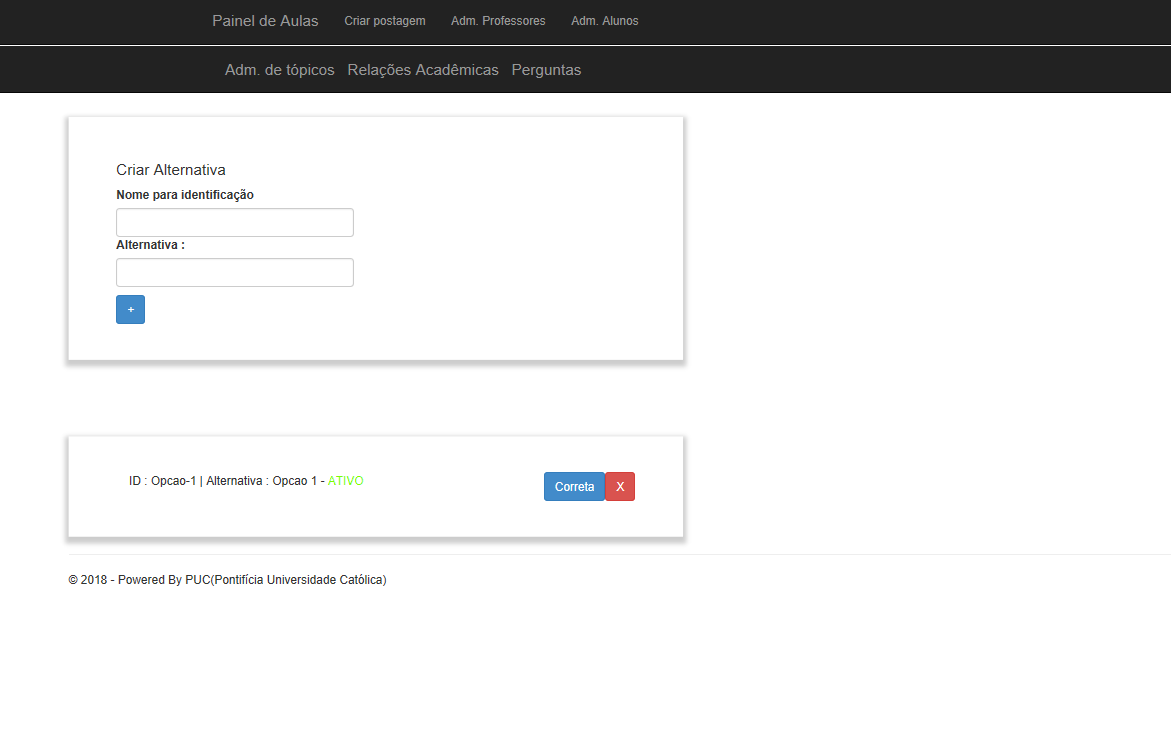 Painel de Aulas Criar postagem Adm. Professores Adm. Alunos
Adm. de tópicos Relações Acadêmicas Perguntas
Criar Alternativa
Nome para identificação
Alternativa :
+
ID : Opcao-1 | Alternativa : Opcao 1 - ATIVO Correta X
© 2018 - Powered By PUC(Pontifícia Universidade Católica)